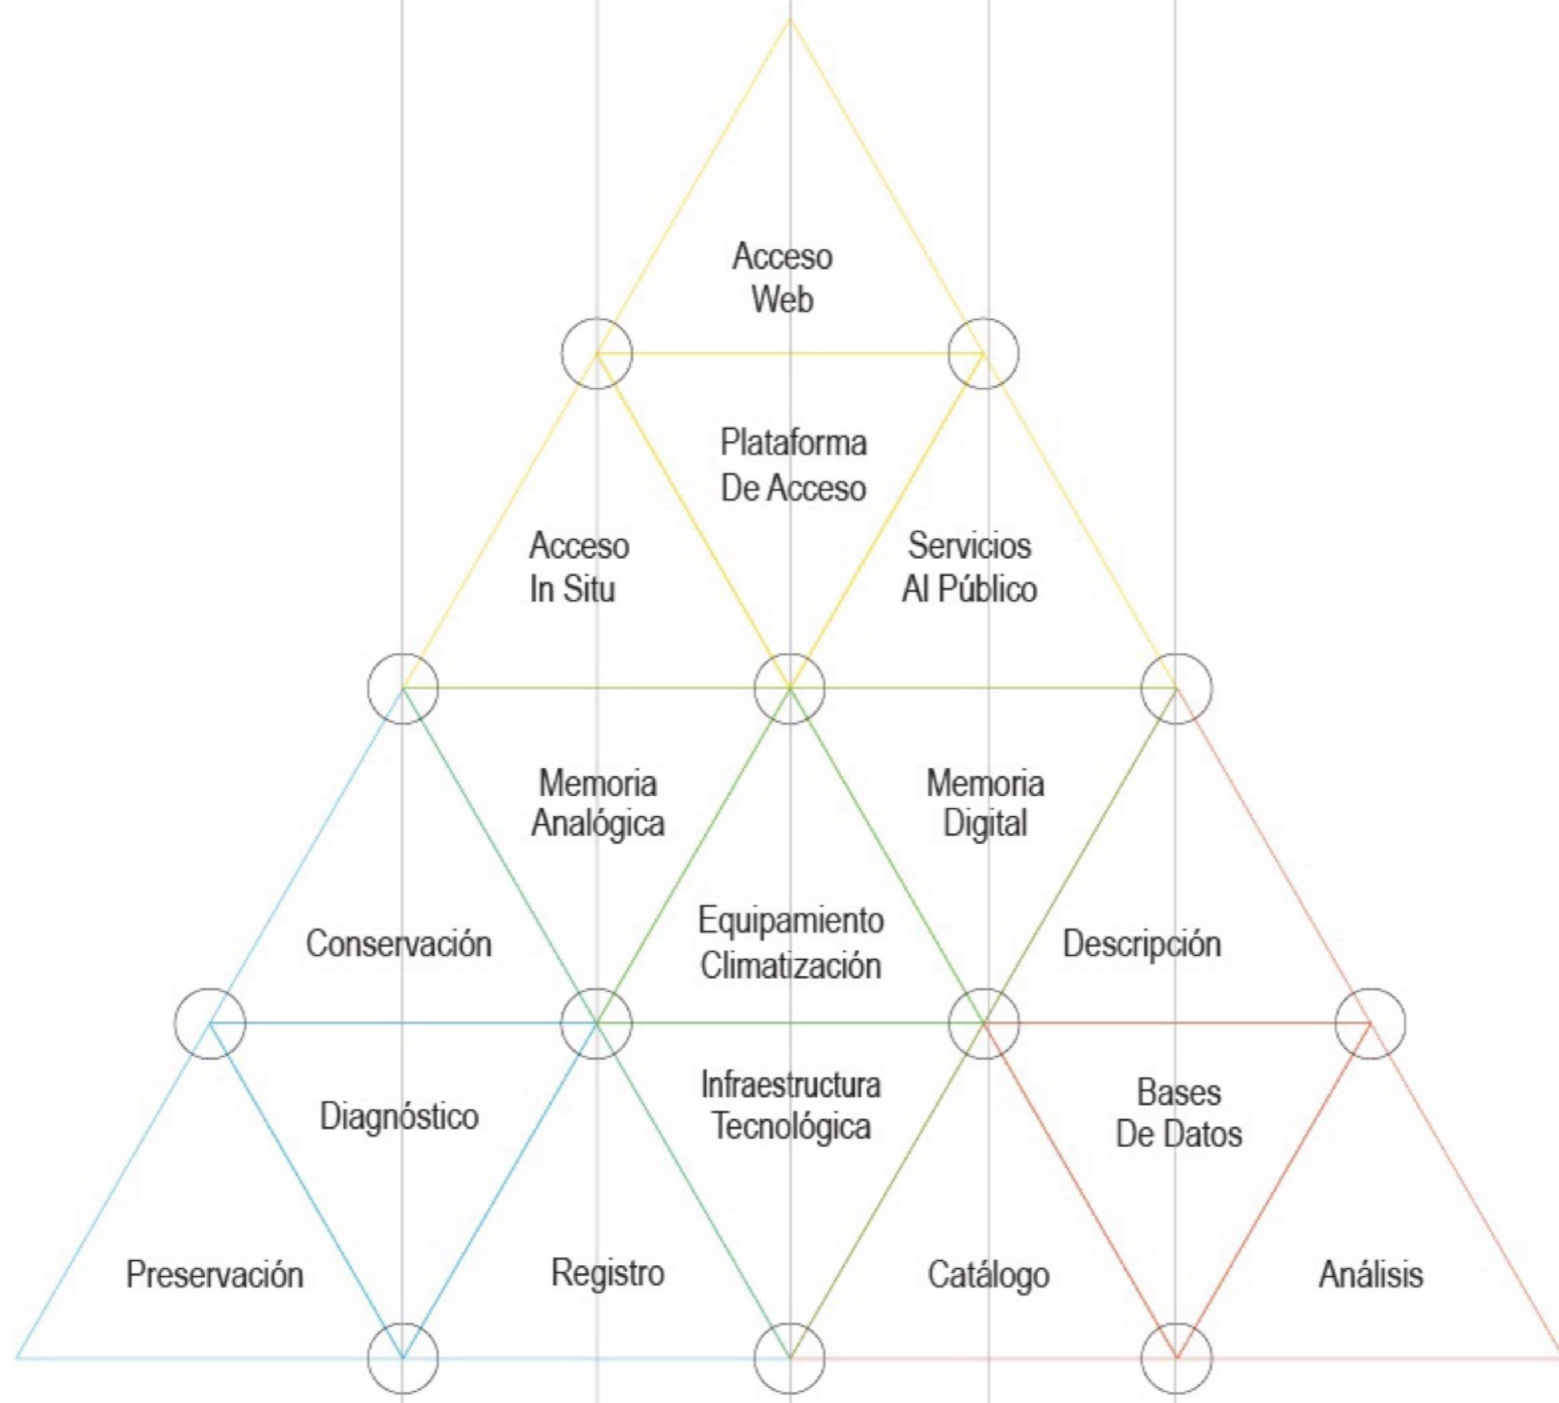 Acceso
Web
Plataforma
De Acceso
Acceso
In Situ
Servicios
Al Público
Memoria
Analógica
Memoria
Digital
Conservación
Equipamiento
Climatización
Descripción
Diagnóstico
Infraestructura
Tecnológica
Bases
De Datos
Preservación
Registro
Catálogo
Análisis